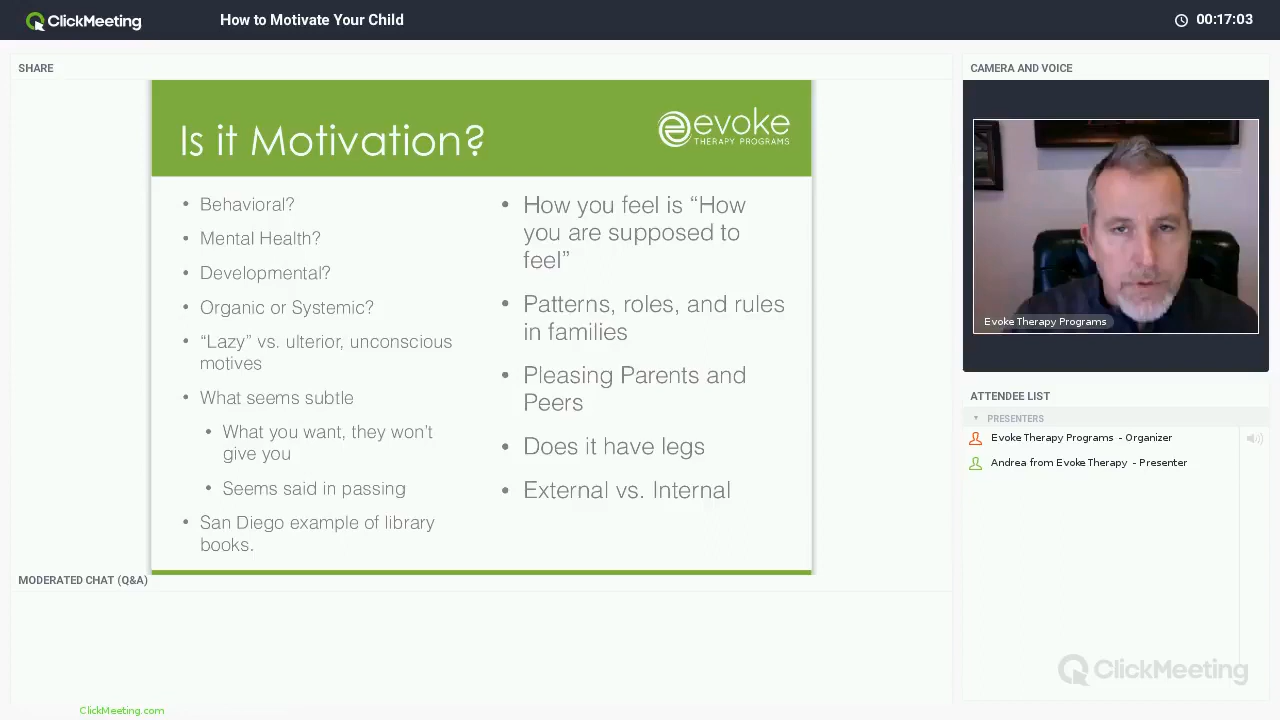 ClickMeeting
How to Motivate Your Child
00:17:03
SHARE
Is it Motivation?
evoke
THERAPY PROGRAMS
• Behavioral?
• Mental Health?
• Developmental?
• Organic or Systemic?
• “Lazy” vs. ulterior, unconscious
motives
• What seems subtle
• What you want, they won’t
give you
• Seems said in passing
• San Diego example of library
books.
• How you feel is “How
you are supposed to
feel”
• Patterns, roles, and rules
in families
• Pleasing Parents and
Peers
• Does it have legs
• External vs. Internal
MODERATED CHAT (Q&A)
ClickMeeting.com
CAMERA AND VOICE
Evoke Therapy Programs
ATTENDEE LIST
PRESENTERS
Evoke Therapy Programs - Organizer
Andrea from Evoke Therapy - Presenter
ClickMeeting